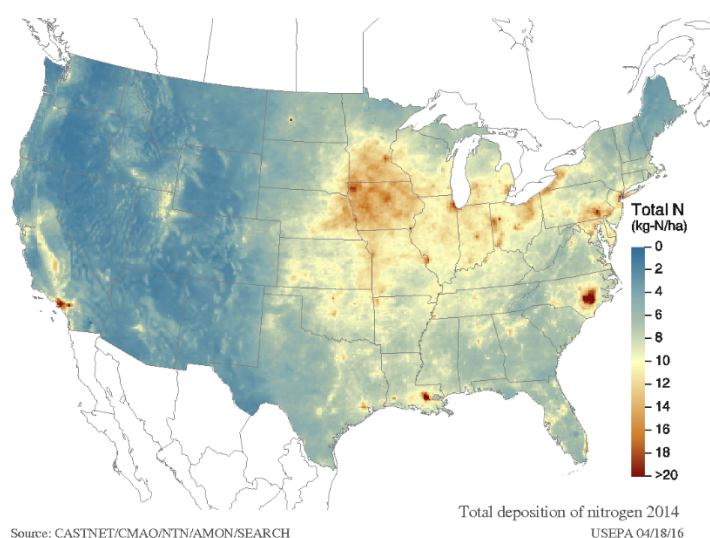 Total N
(kg-N/ha)
0
2
4
6
8
10
12
14
16
18
>20
Total deposition of nitrogen 2014
Source: CASTNET/CMAQ/NTN/AMON/SEARCH
USEPA 04/18/16